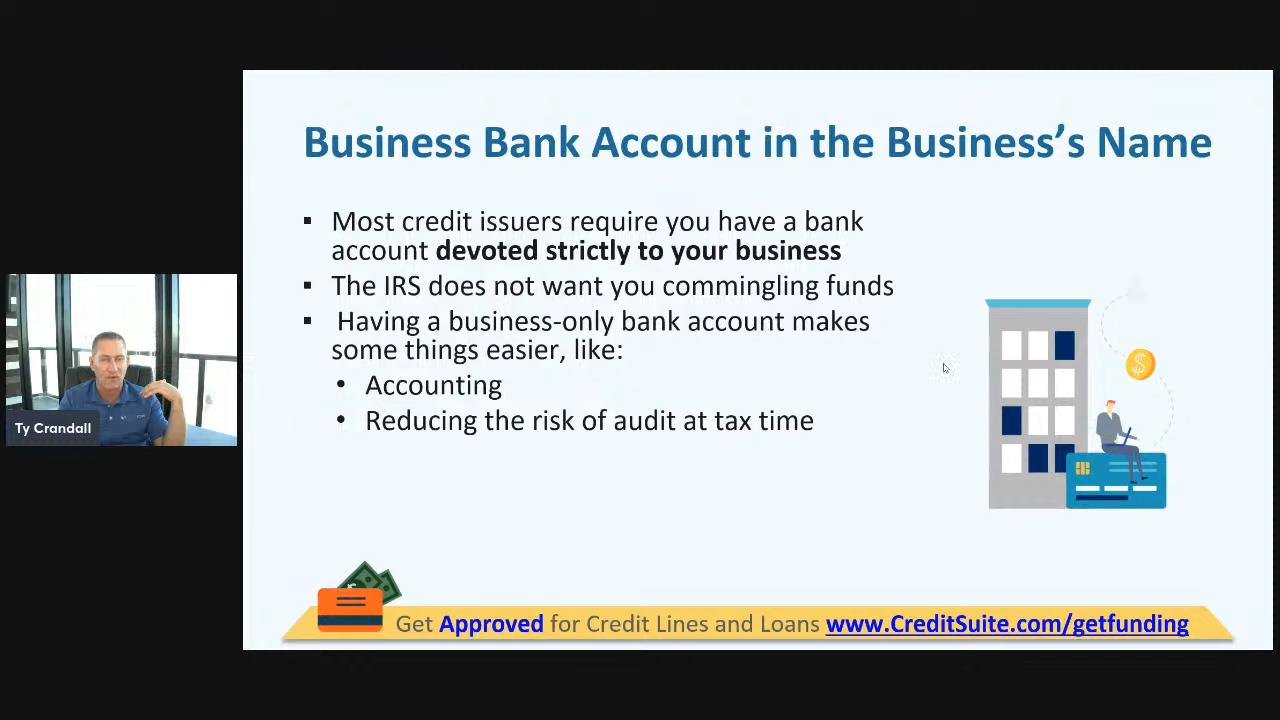 Business Bank Account in the Business’s Name
▪ Most credit issuers require you have a bank
account devoted strictly to your business
▪ The IRS does not want you commingling funds
▪ Having a business-only bank account makes
some things easier, like:
• Accounting
• Reducing the risk of audit at tax time
Ty Crandall
$
Get Approved for Credit Lines and Loans www.CreditSuite.com/getfunding